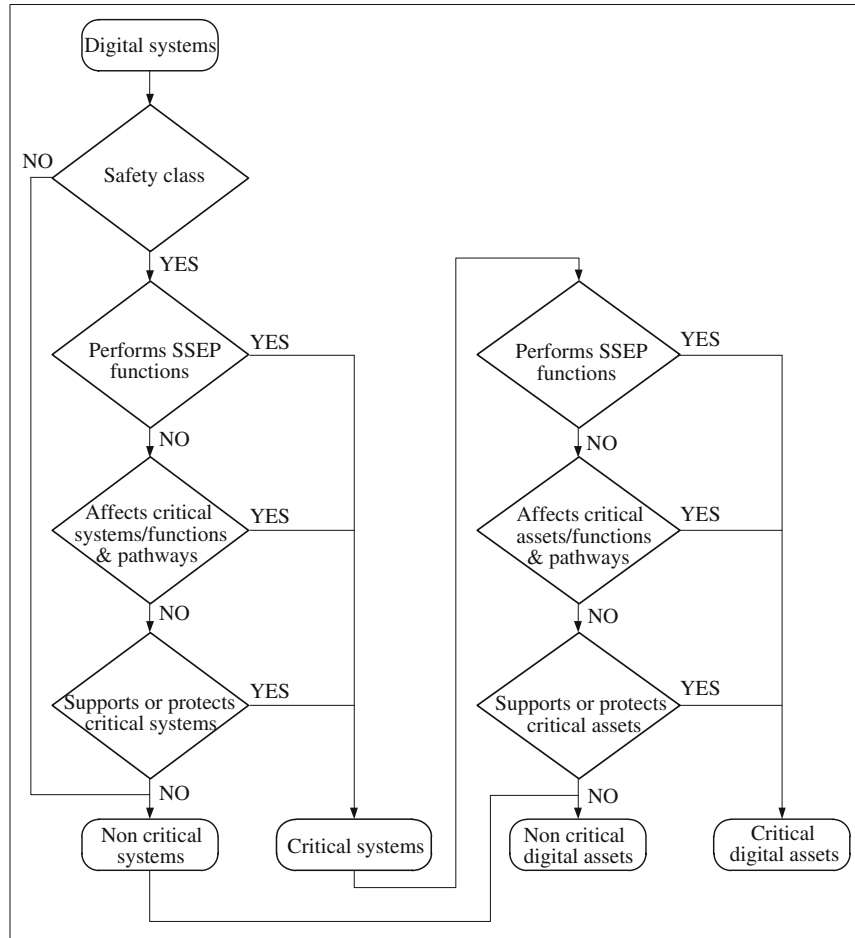 Digital systems
NO
Safety class
YES
Performs SSEP
functions
YES
NO
Affects critical
systems/functions
& pathways
YES
NO
Supports or protects
critical systems
YES
NO
Non critical
systems
Critical systems
Performs SSEP
functions
YES
NO
Affects critical
assets/functions
& pathways
YES
NO
Supports or protects
critical assets
YES
NO
Non critical
digital assets
Critical
digital assets